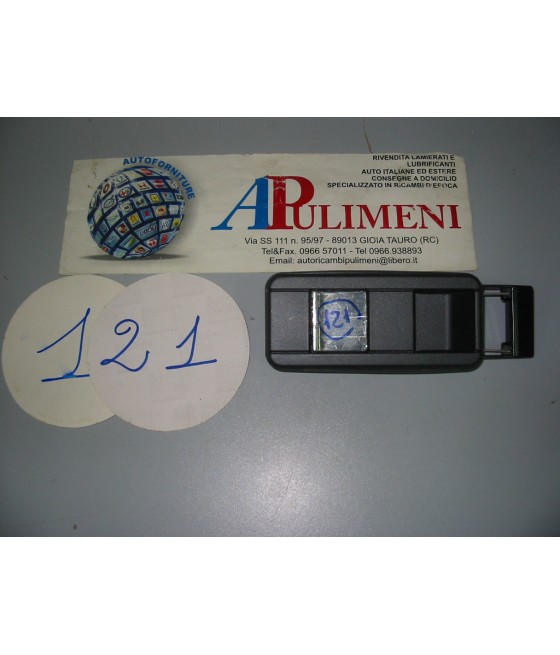 AUTOFORNITURE
RIVENDITA LAMIERATI E
LUBRIFICANTI
AUTO ITALIANE ED ESTERE
CONSEGNE A DOMICILIO
SPECIALIZZATO IN RICAMBI D'EPOCA
APULIMENI
Via SS 111 n. 95/97 - 89013 GIOIA TAURO (RC)
Tel&Fax. 0966 57011 - Tel 0966.938893
Email: autoricambipulimeni@libero.it
121
121